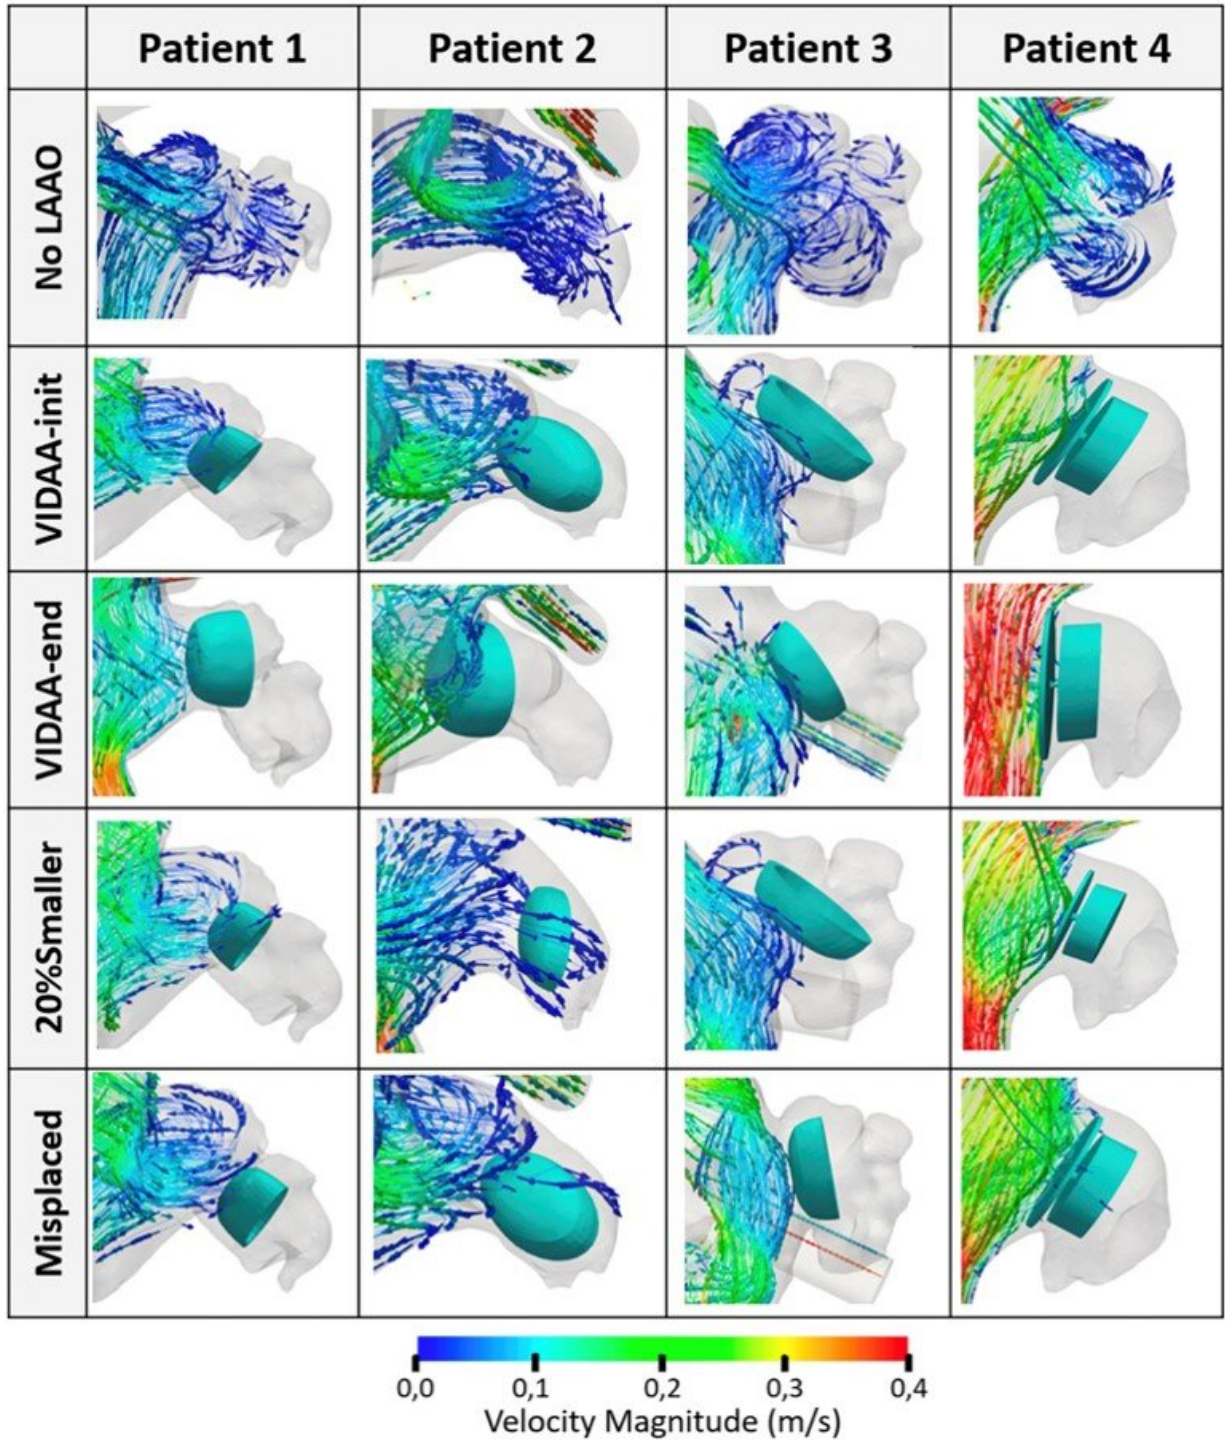 Patient 1 Patient 2 Patient 3 Patient 4
No LAAO
VIDAA-init
VIDAA-end
20%Smaller
Misplaced
0,0 0,1 0,2 0,3 0,4
Velocity Magnitude (m/s)